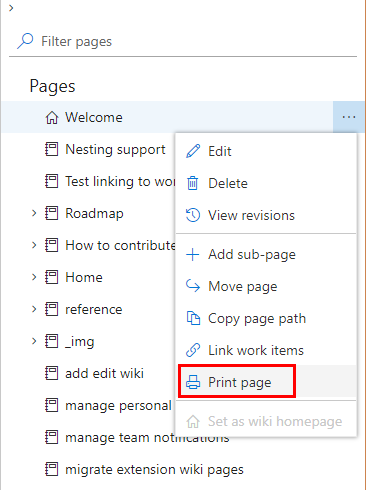 Filter pages
Pages
Welcome
Nesting support
Edit
Test linking to wor
Delete
Roadmap
View revisions
How to contribute
Add sub-page
Home
Move page
reference
Copy page path
_img
Link work items
add edit wiki
Print page
manage personal
Set as wiki homepage
manage team notifications
migrate extension wiki pages